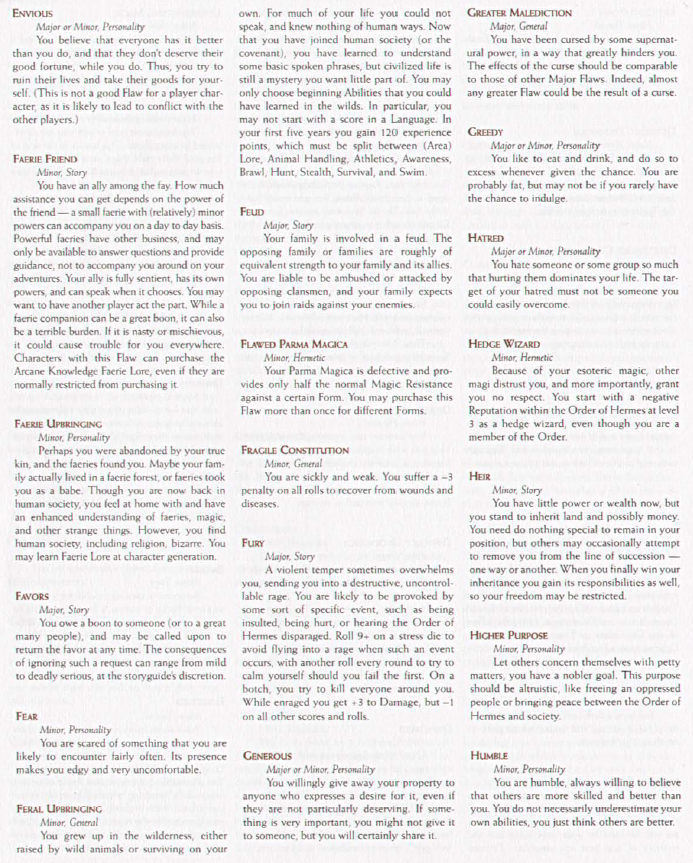 ENVIOUS
Major or Minor, Personality
You believe that everyone has it better
than you do, and that they don't deserve their
good fortune, while you do. Thus, you try to
ruin their lives and take their goods for your-
self. (This is not a good Flaw for a player char-
acter, as it is likely to lead to conflict with the
other players.)
FAERIE FRIEND
Minor, Story
You have an ally among the fay. How much
assistance you can get depends on the power of
the friend — a small faerie with (relatively) minor
powers can accompany you on a day to day basis.
Powerful faeries have other business, and may
only be available to answer questions and provide
guidance, not to accompany you around on your
adventures. Your ally is fully sentient, has its own
powers, and can speak when it chooses. You may
want to have another player act the part. While a
faerie companion can be a great boon, it can also
be a terrible burden. If it is nasty or mischievous,
it could cause trouble for you everywhere.
Characters with this Flaw can purchase the
Arcane Knowledge Faerie Lore, even if they are
normally restricted from purchasing it.
FAERIE UPBRINGING
Minor, Personality
Perhaps you were abandoned by your true
kin, and the faeries found you. Maybe your fam-
ily actually lived in a faerie forest, or faeries took
you as a babe. Though you are now back in
human society, you feel at home with and have
an enhanced understanding of faeries, magic,
and other strange things. However, you find
human society, including religion, bizarre. You
may learn Faerie Lore at character generation.
FAVORS
Major, Story
You owe a boon to someone (or to a great
many people), and may be called upon to
return the favor at any time. The consequences
of ignoring such a request can range from mild
to deadly serious, at the storyguide's discretion.
FEAR
Minor, Personality
You are scared of something that you are
likely to encounter fairly often. Its presence
makes you edgy and very uncomfortable.
FERAL UPBRINGING
Minor, General
You grew up in the wilderness, either
raised by wild animals or surviving on your
own. For much of your life you could not
speak, and knew nothing of human ways. Now
that you have joined human society (or the
covenant), you have learned to understand
some basic spoken phrases, but civilized life is
still a mystery you want little part of. You may
only choose beginning Abilities that you could
have learned in the wilds. In particular, you
may not start with a score in a Language. In
your first five years you gain 120 experience
points, which must be split between (Area)
Lore, Animal Handling, Athletics, Awareness,
Brawl, Hunt, Stealth, Survival, and Swim.
FEUD
Major, Story
Your family is involved in a feud. The
opposing family or families are roughly of
equivalent strength to your family and its allies.
You are liable to be ambushed or attacked by
opposing clansmen, and your family expects
you to join raids against your enemies.
FLAWED PARMA MAGICA
Minor, Hermetic
Your Parma Magica is defective and pro-
vides only half the normal Magic Resistance
against a certain Form. You may purchase this
Flaw more than once for different Forms.
FRAGILE CONSTITUTION
Minor, General
You are sickly and weak. You suffer a –3
penalty on all rolls to recover from wounds and
diseases.
FURY
Major, Story
A violent temper sometimes overwhelms
you, sending you into a destructive, uncontrol-
lable rage. You are likely to be provoked by
some sort of specific event, such as being
insulted, being hurt, or hearing the Order of
Hermes disparaged. Roll 9+ on a stress die to
avoid flying into a rage when such an event
occurs, with another roll every round to try to
calm yourself should you fail the first. On a
botch, you try to kill everyone around you.
While enraged you get +3 to Damage, but –1
on all other scores and rolls.
GENEROUS
Major or Minor, Personality
You willingly give away your property to
anyone who expresses a desire for it, even if
they are not particularly deserving. If some-
thing is very important, you might not give it
to someone, but you will certainly share it.
GREATER MALEDICTION
Major, General
You have been cursed by some supernat-
ural power, in a way that greatly hinders you.
The effects of the curse should be comparable
to those of other Major Flaws. Indeed, almost
any greater Flaw could be the result of a curse.
GREEDY
Major or Minor, Personality
You like to eat and drink, and do so to
excess whenever given the chance. You are
probably fat, but may not be if you rarely have
the chance to indulge.
HATRED
Major or Minor, Personality
You hate someone or some group so much
that hurting them dominates your life. The tar-
get of your hatred must not be someone you
could easily overcome.
HEDGE WIZARD
Minor, Hermetic
Because of your esoteric magic, other
magi distrust you, and more importantly, grant
you no respect. You start with a negative
Reputation within the Order of Hermes at level
3 as a hedge wizard, even though you are a
member of the Order.
HEIR
Minor, Story
You have little power or wealth now, but
you stand to inherit land and possibly money.
You need do nothing special to remain in your
position, but others may occasionally attempt
to remove you from the line of succession —
one way or another. When you finally win your
inheritance you gain its responsibilities as well,
so your freedom may be restricted.
HIGHER PURPOSE
Minor, Personality
Let others concern themselves with petty
matters, you have a nobler goal. This purpose
should be altruistic, like freeing an oppressed
people or bringing peace between the Order of
Hermes and society.
HUMBLE
Minor, Personality
You are humble, always willing to believe
that others are more skilled and better than
you. You do not necessarily underestimate your
own abilities, you just think others are better.